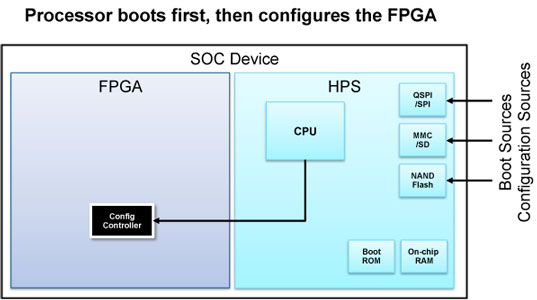 Processor boots first, then configures the FPGA
SOC Device
FPGA
HPS
QSPI
/SPI
CPU
MMC
/SD
NAND
Flash
Config
Controller
Boot
ROM
On-chip
RAM
Boot Sources
Configuration Sources